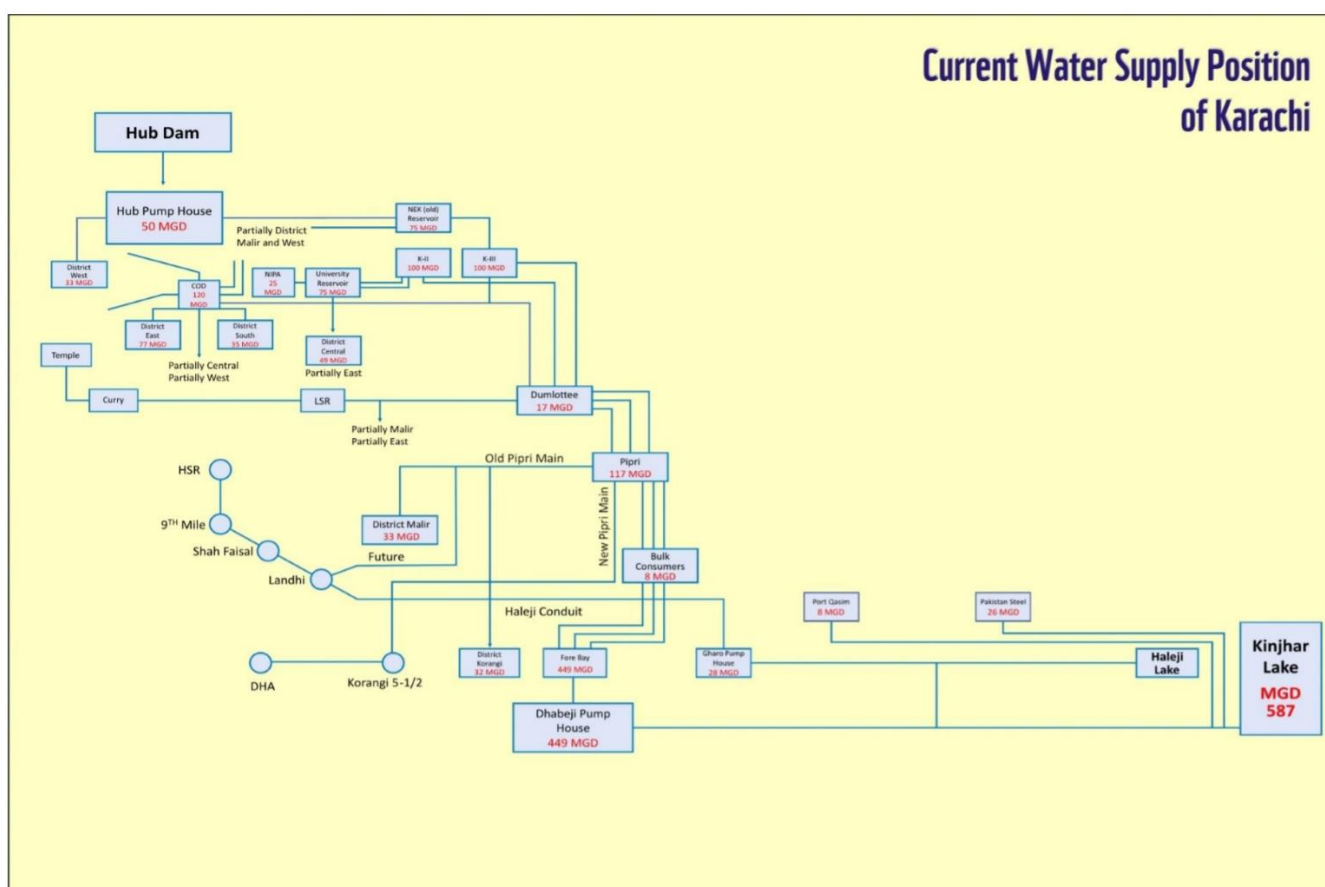 Current Water Supply Position
of Karachi
Hub Dam
Hub Pump House
50 MGD
NEK (old)
Reservoir
75 MGD
Partially District
Malir and West
District
West
33 MGD
COD
120
MGD
NIPA
25
MGD
University
Reservoir
75 MGD
K-II
100 MGD
K-III
100 MGD
District
East
77 MGD
District
South
35 MGD
District
Central
49 MGD
Partially East
Temple
Partially Central
Partially West
Curry
LSR
Dumlottee
17 MGD
Partially Malir
Partially East
Old Pipri Main
Pipri
117 MGD
HSR
9TH Mile
Shah Faisal
Landhi
District Malir
33 MGD
Future
New Pipri Main
Bulk
Consumers
8 MGD
Haleji Conduit
Port Qasim
8 MGD
Pakistan Steel
26 MGD
DHA
Korangi 5-1/2
District
Korangi
32 MGD
Fore Bay
449 MGD
Gharo Pump
House
28 MGD
Haleji
Lake
Kinjhar
Lake
MGD
587
Dhabeji Pump
House
449 MGD